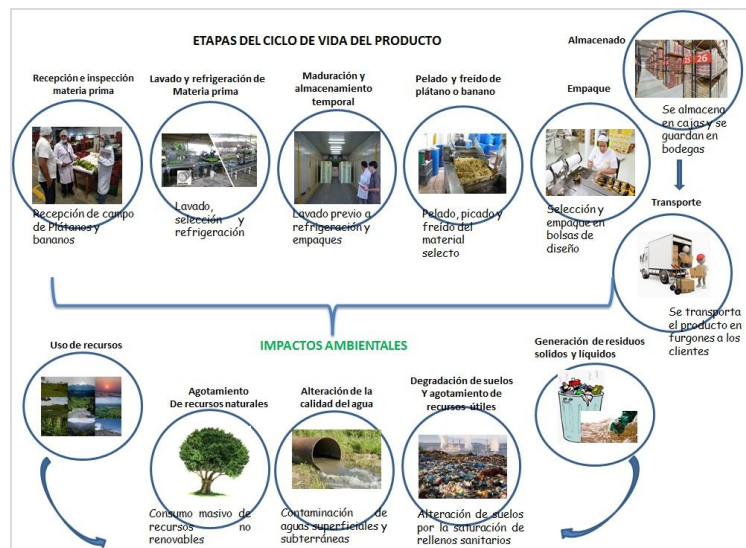 ETAPAS DEL CICLO DE VIDA DEL PRODUCTO
Recepción e inspección
materia prima
Recepción de campo
de Plátanos y
bananos
Lavado y refrigeración de
Materia prima
Lavado,
selección y
refrigeración
Maduración y
almacenamiento
temporal
Lavado previo a
refrigeración y
empaques
Pelado y freído de
plátano o banano
Pelado, picado y
freído del
material
selecto
Empaque
Selección y
empaque en
bolsas de
diseño
Almacenado
26
Se almacena
en cajas y se
guardan en
bodegas
Transporte
Se transporta
el producto en
furgones a los
clientes
IMPACTOS AMBIENTALES
Uso de recursos
Agotamiento
De recursos naturales
Consumo masivo de
recursos no
renovables
Alteración de la
calidad del agua
Contaminación de
aguas superficiales y
subterráneas
Degradación de suelos
Y agotamiento de
recursos útiles
Alteración de suelos
por la saturación de
rellenos sanitarios
Generación de residuos
solidos y líquidos